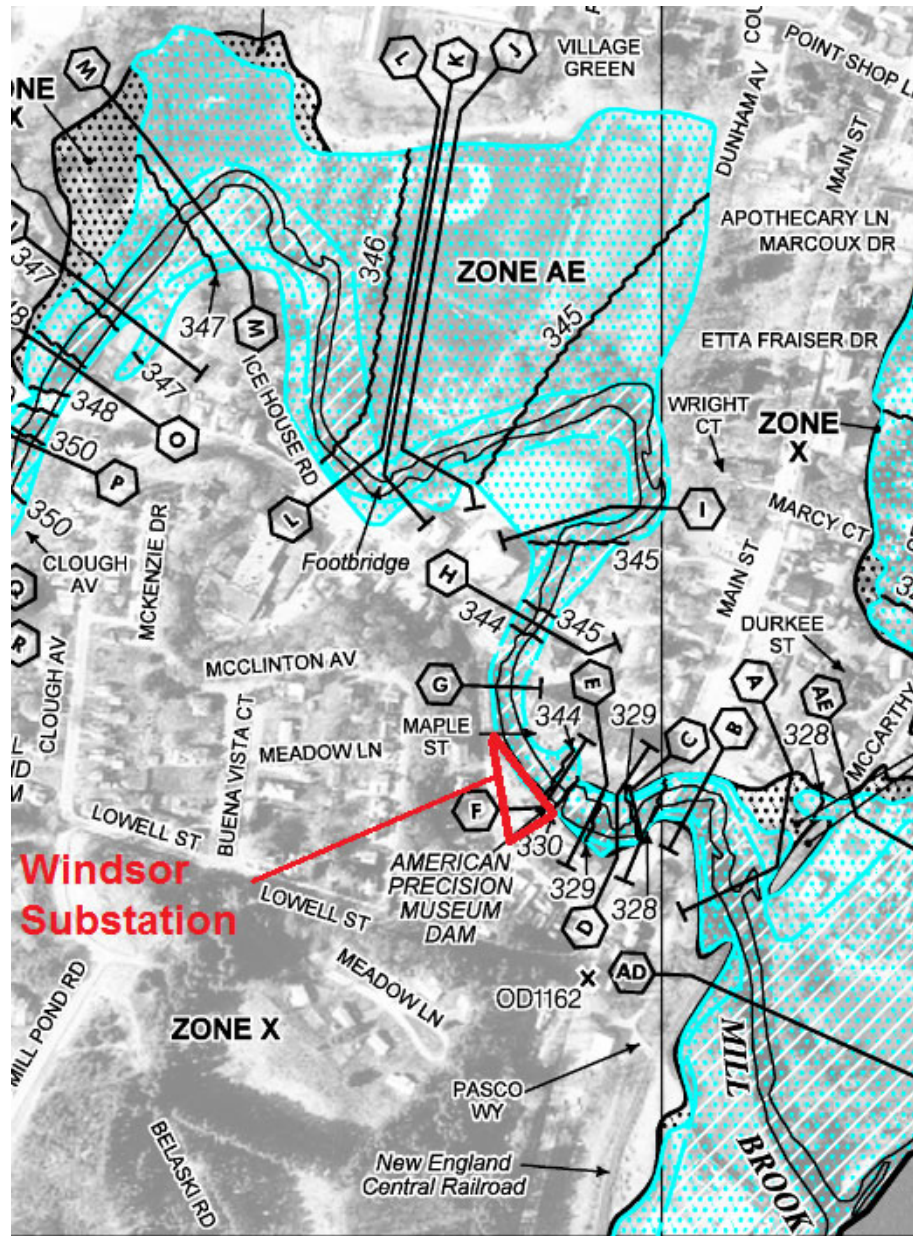 VILLAGE
GREEN
DUNHAM AV
COU
POINT SHOP L
MAIN ST
L
K
J
M
ZONE
X
346
ZONE AE
345
APOTHECARY LN
MARCOUX DR
347
347
M
ICE HOUSE RD
ETTA FRAISER DR
WRIGHT
CT
ZONE
X
347
348
O
350
P
350
MARCY CT
L
Footbridge
I
345
CLOUGH
AV
MCKENZIE DR
H
344
345
MAIN ST
DURKEE
ST
Q
R
CLOUGH AV
MCCLINTON AV
G
E
A
AE
MAPLE
ST
344
329
C
B
328
MCCARTHY
BUENA VISTA CT
MEADOW LN
LOWELL ST
F
330
AMERICAN
PRECISION
MUSEUM
DAM
329
328
D
Windsor
Substation
LOWELL ST
MEADOW LN
OD1162
X
AD
MILL POND RD
ZONE X
MILL
BROOK
PASCO
WY
BELASKI RD
New England
Central Railroad